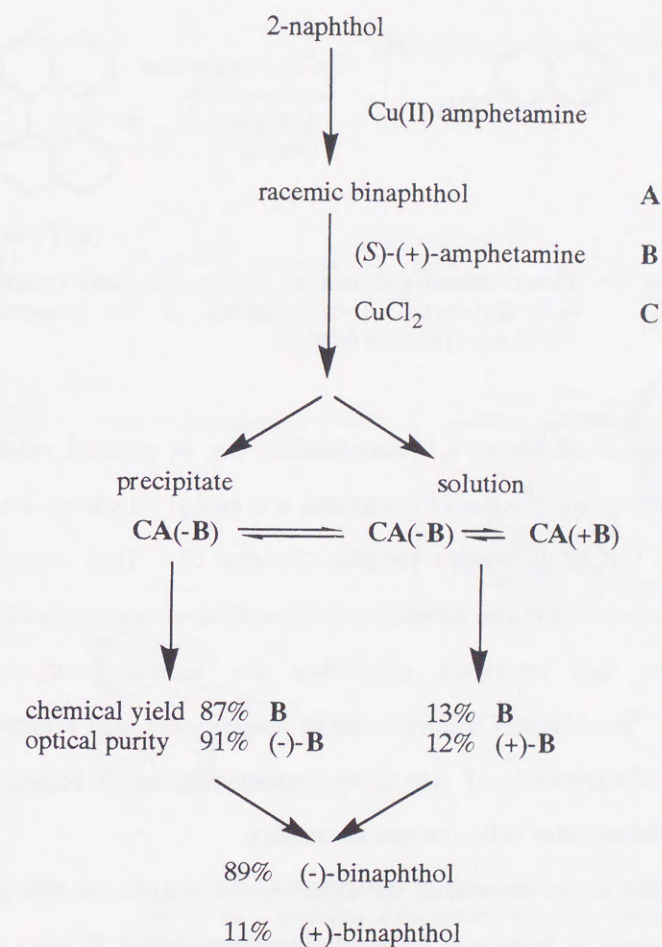 2-naphthol
Cu(II) amphetamine
racemic binaphthol A
(S)-(+)-amphetamine B
CuCl2 C
precipitate solution
CA(-B) CA(-B) CA(+B)
chemical yield 87% B 13% B
optical purity 91% (-)-B 12% (+)-B
89% (-)-binaphthol
11% (+)-binaphthol